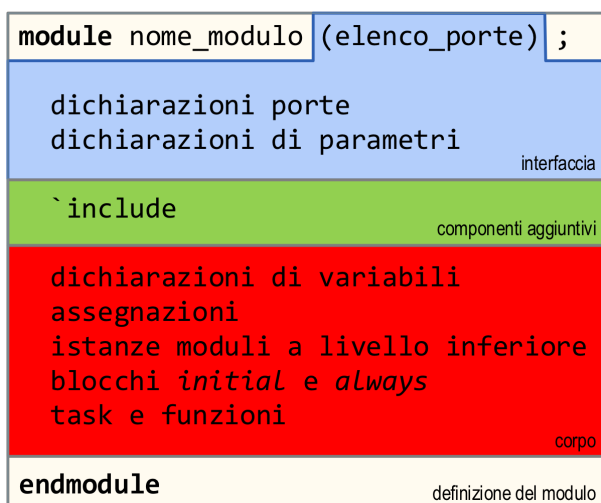 module nome_modulo (elenco_porte) ;
dichiarazioni porte
dichiarazioni di parametri
interfaccia
`include
componenti aggiuntivi
dichiarazioni di variabili
assegnazioni
istanze moduli a livello inferiore
blocchi initial e always
task e funzioni
corpo
endmodule
definizione del modulo